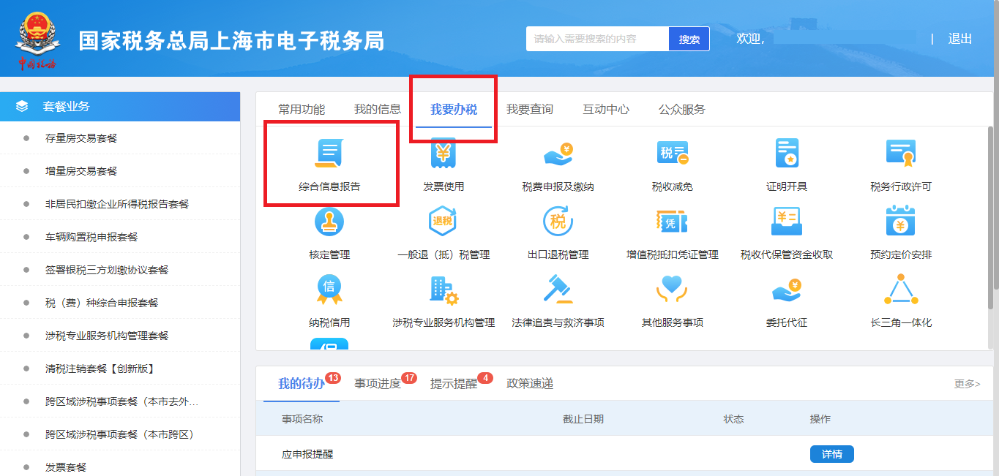 国家税务总局上海市电子税务局
请输入需要搜索的内容 搜索 欢迎, | 退出
中国税务
套餐业务
存量房交易套餐
增量房交易套餐
非居民扣缴企业所得税报告套餐
车辆购置税申报套餐
签署银税三方划缴协议套餐
税（费）种综合申报套餐
涉税专业服务机构管理套餐
清税注销套餐【创新版】
跨区域涉税事项套餐（本市去外...
跨区域涉税事项套餐（本市跨区）
发票套餐
常用功能 我的信息 我要办税 我要查询 互动中心 公众服务
税
综合信息报告 发票使用 税费申报及缴纳 税收减免 证明开具 税务行政许可
退税 税 凭
核定管理 一般退（抵）税管理 出口退税管理 增值税抵扣凭证管理 税收代保管资金收取 预约定价安排
信
纳税信用 涉税专业服务机构管理 法律追责与救济事项 其他服务事项 委托代征 长三角一体化
我的待办 13 事项进度 17 提示提醒 4 政策速递 更多>
事项名称 截止日期 状态 操作
应申报提醒 详情